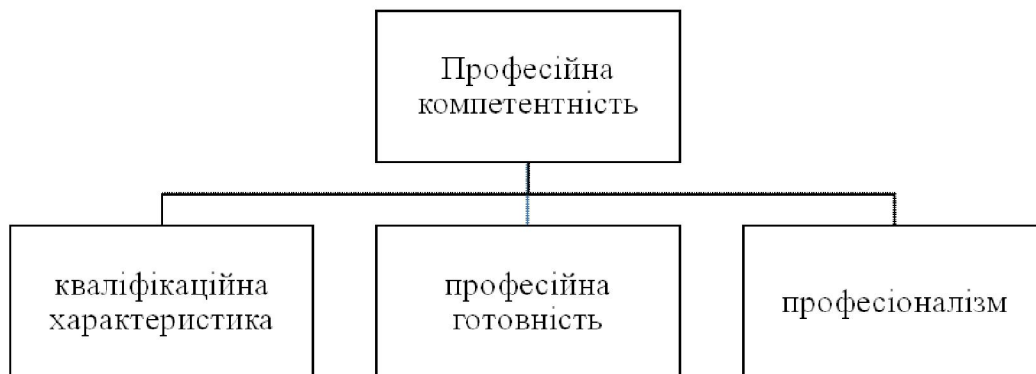 Професійна
компетентність
кваліфікаційна
характеристика
професійна
готовність
професіоналізм